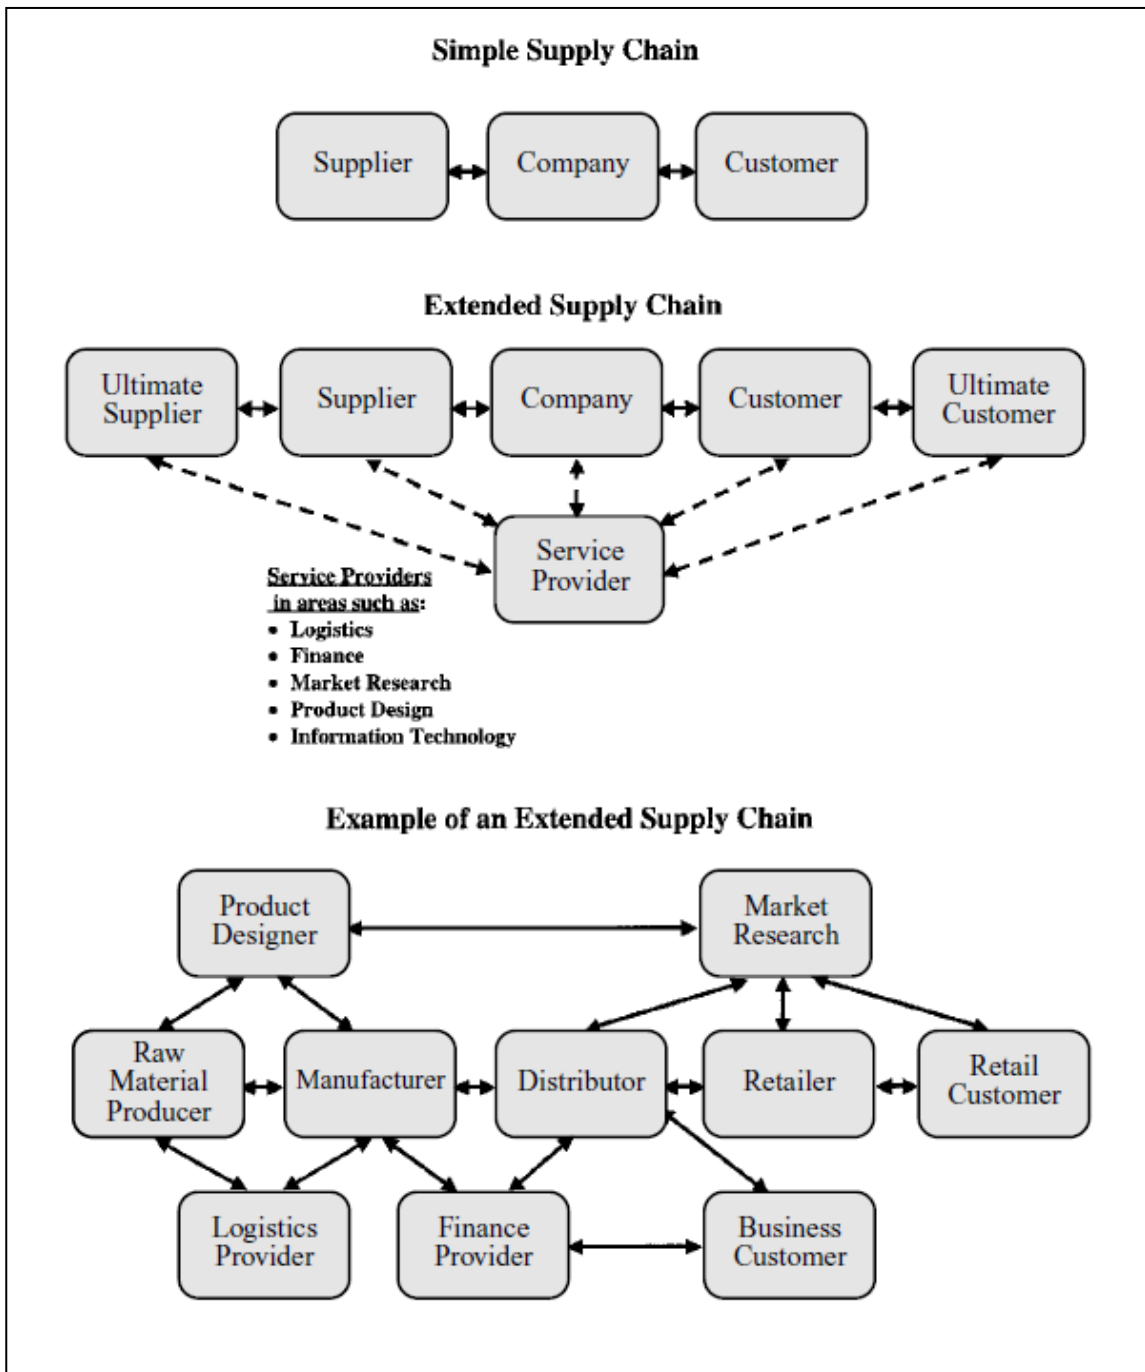 Simple Supply Chain
Supplier
Company
Customer
Extended Supply Chain
Ultimate
Supplier
Supplier
Company
Customer
Ultimate
Customer
Service
Provider
Service Providers
in areas such as:
• Logistics
• Finance
• Market Research
• Product Design
• Information Technology
Example of an Extended Supply Chain
Product
Designer
Market
Research
Raw
Material
Producer
Manufacturer
Distributor
Retailer
Retail
Customer
Logistics
Provider
Finance
Provider
Business
Customer